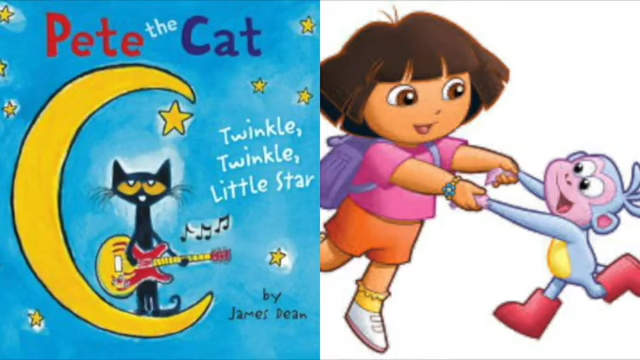 Pete the Cat
Twinkle,
Twinkle,
Little Star
by
James Dean